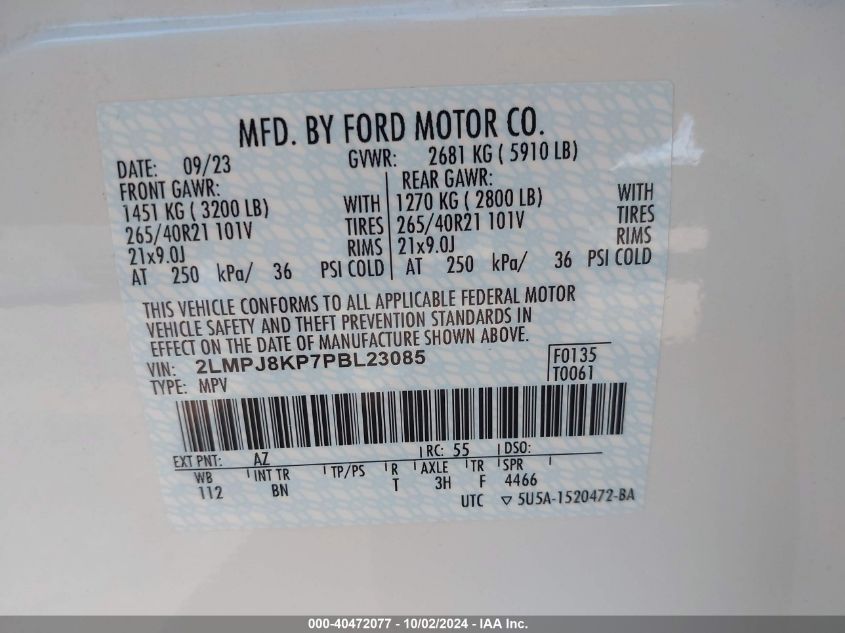 MFD. BY FORD MOTOR CO.
DATE: 09/23 GVWR: 2681 KG ( 5910 LB)
FRONT GAWR: REAR GAWR:
1451 KG ( 3200 LB) WITH 1270 KG ( 2800 LB) WITH
265/40R21 101V TIRES 265/40R21 101V TIRES
21x9.0J RIMS 21x9.0J RIMS
AT 250 kPa/ 36 PSI COLD AT 250 kPa/ 36 PSI COLD
THIS VEHICLE CONFORMS TO ALL APPLICABLE FEDERAL MOTOR
VEHICLE SAFETY AND THEFT PREVENTION STANDARDS IN
EFFECT ON THE DATE OF MANUFACTURE SHOWN ABOVE.
VIN: 2LMPJ8KP7PBL23085 F0135
TYPE: MPV T0061
EXT PNT: AZ RC: 55 DSO:
WB INT TR TP/PS R AXLE TR SPR
112 BN T 3H F 4466
UTC ▽ 5U5A-1520472-BA
000-40472077 - 10/02/2024 - IAA Inc.